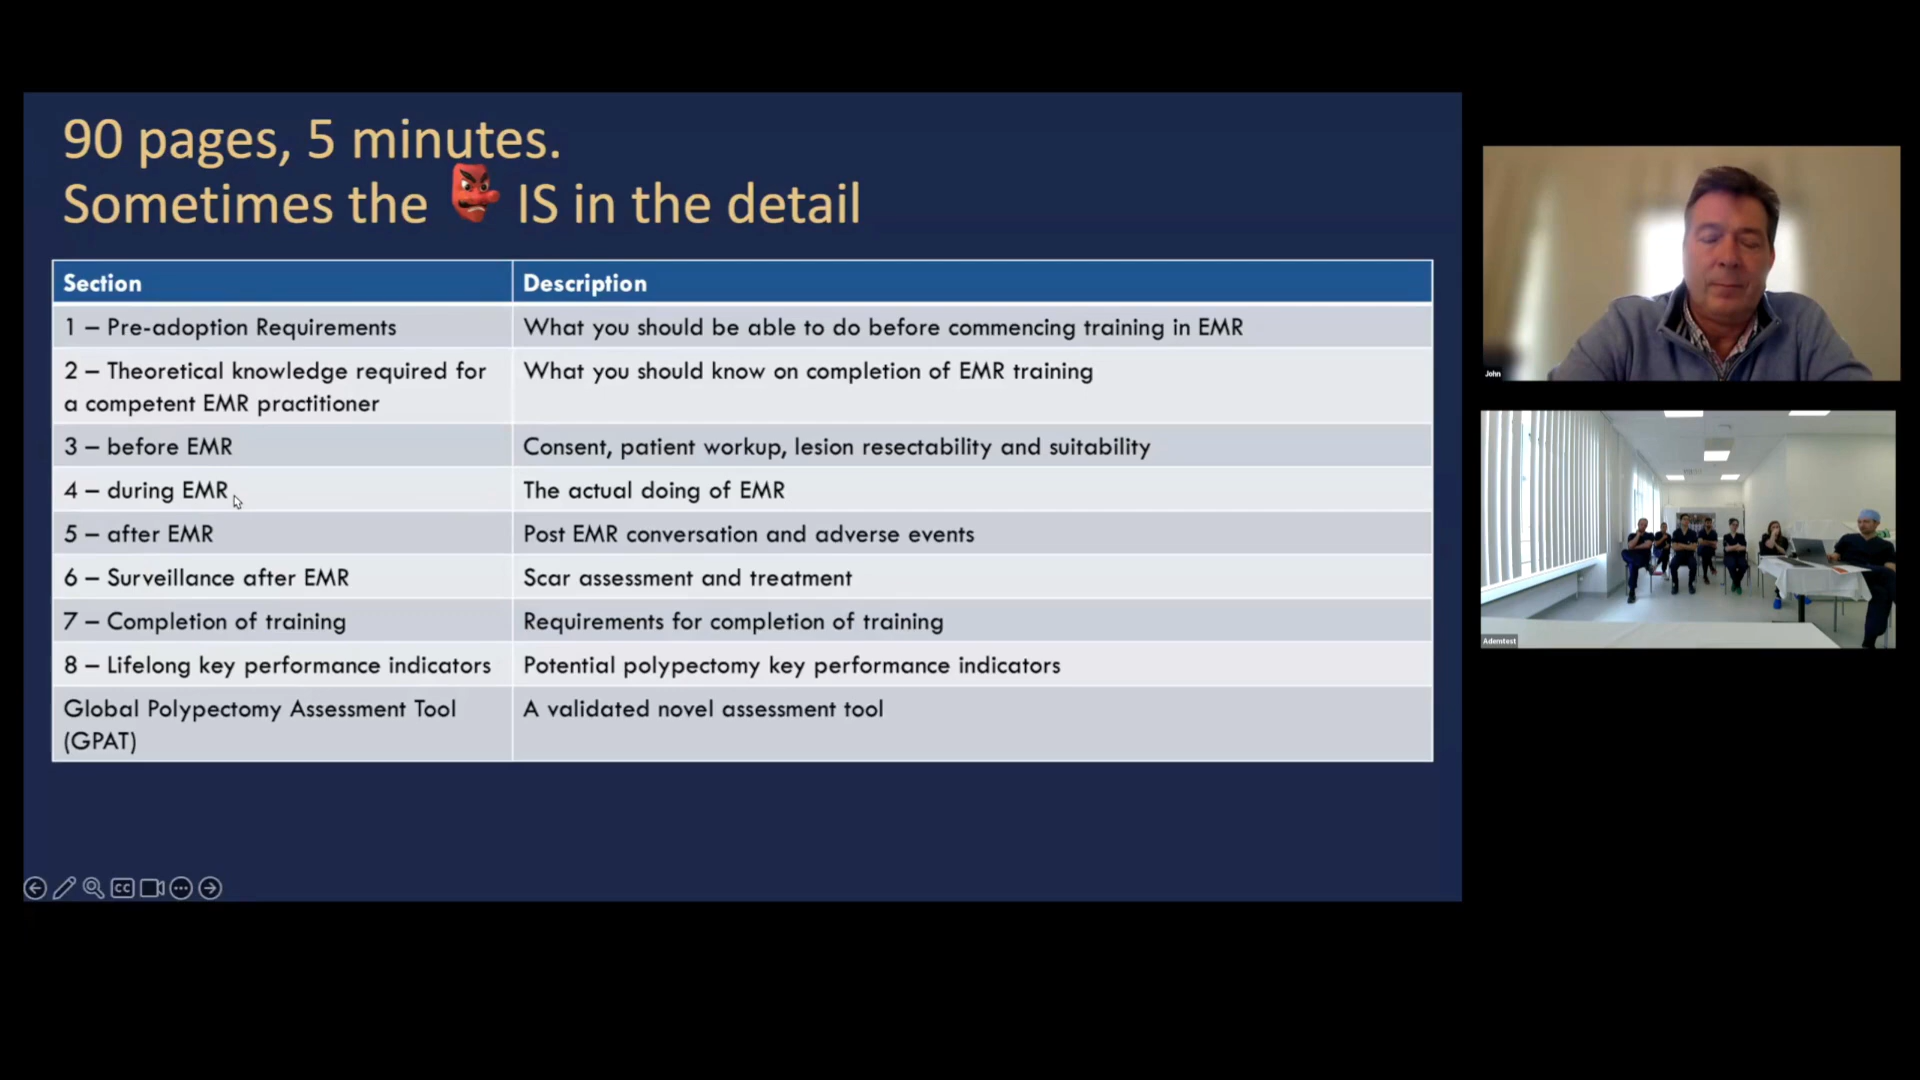 90 pages, 5 minutes.
Sometimes the IS in the detail
Section Description
1 – Pre-adoption Requirements What you should be able to do before commencing training in EMR
2 – Theoretical knowledge required for What you should know on completion of EMR training
a competent EMR practitioner
3 – before EMR Consent, patient workup, lesion resectability and suitability
4 – during EMR The actual doing of EMR
5 – after EMR Post EMR conversation and adverse events
6 – Surveillance after EMR Scar assessment and treatment
7 – Completion of training Requirements for completion of training
8 – Lifelong key performance indicators Potential polypectomy key performance indicators
Global Polypectomy Assessment Tool A validated novel assessment tool
(GPAT)
CC
John
Ademtest